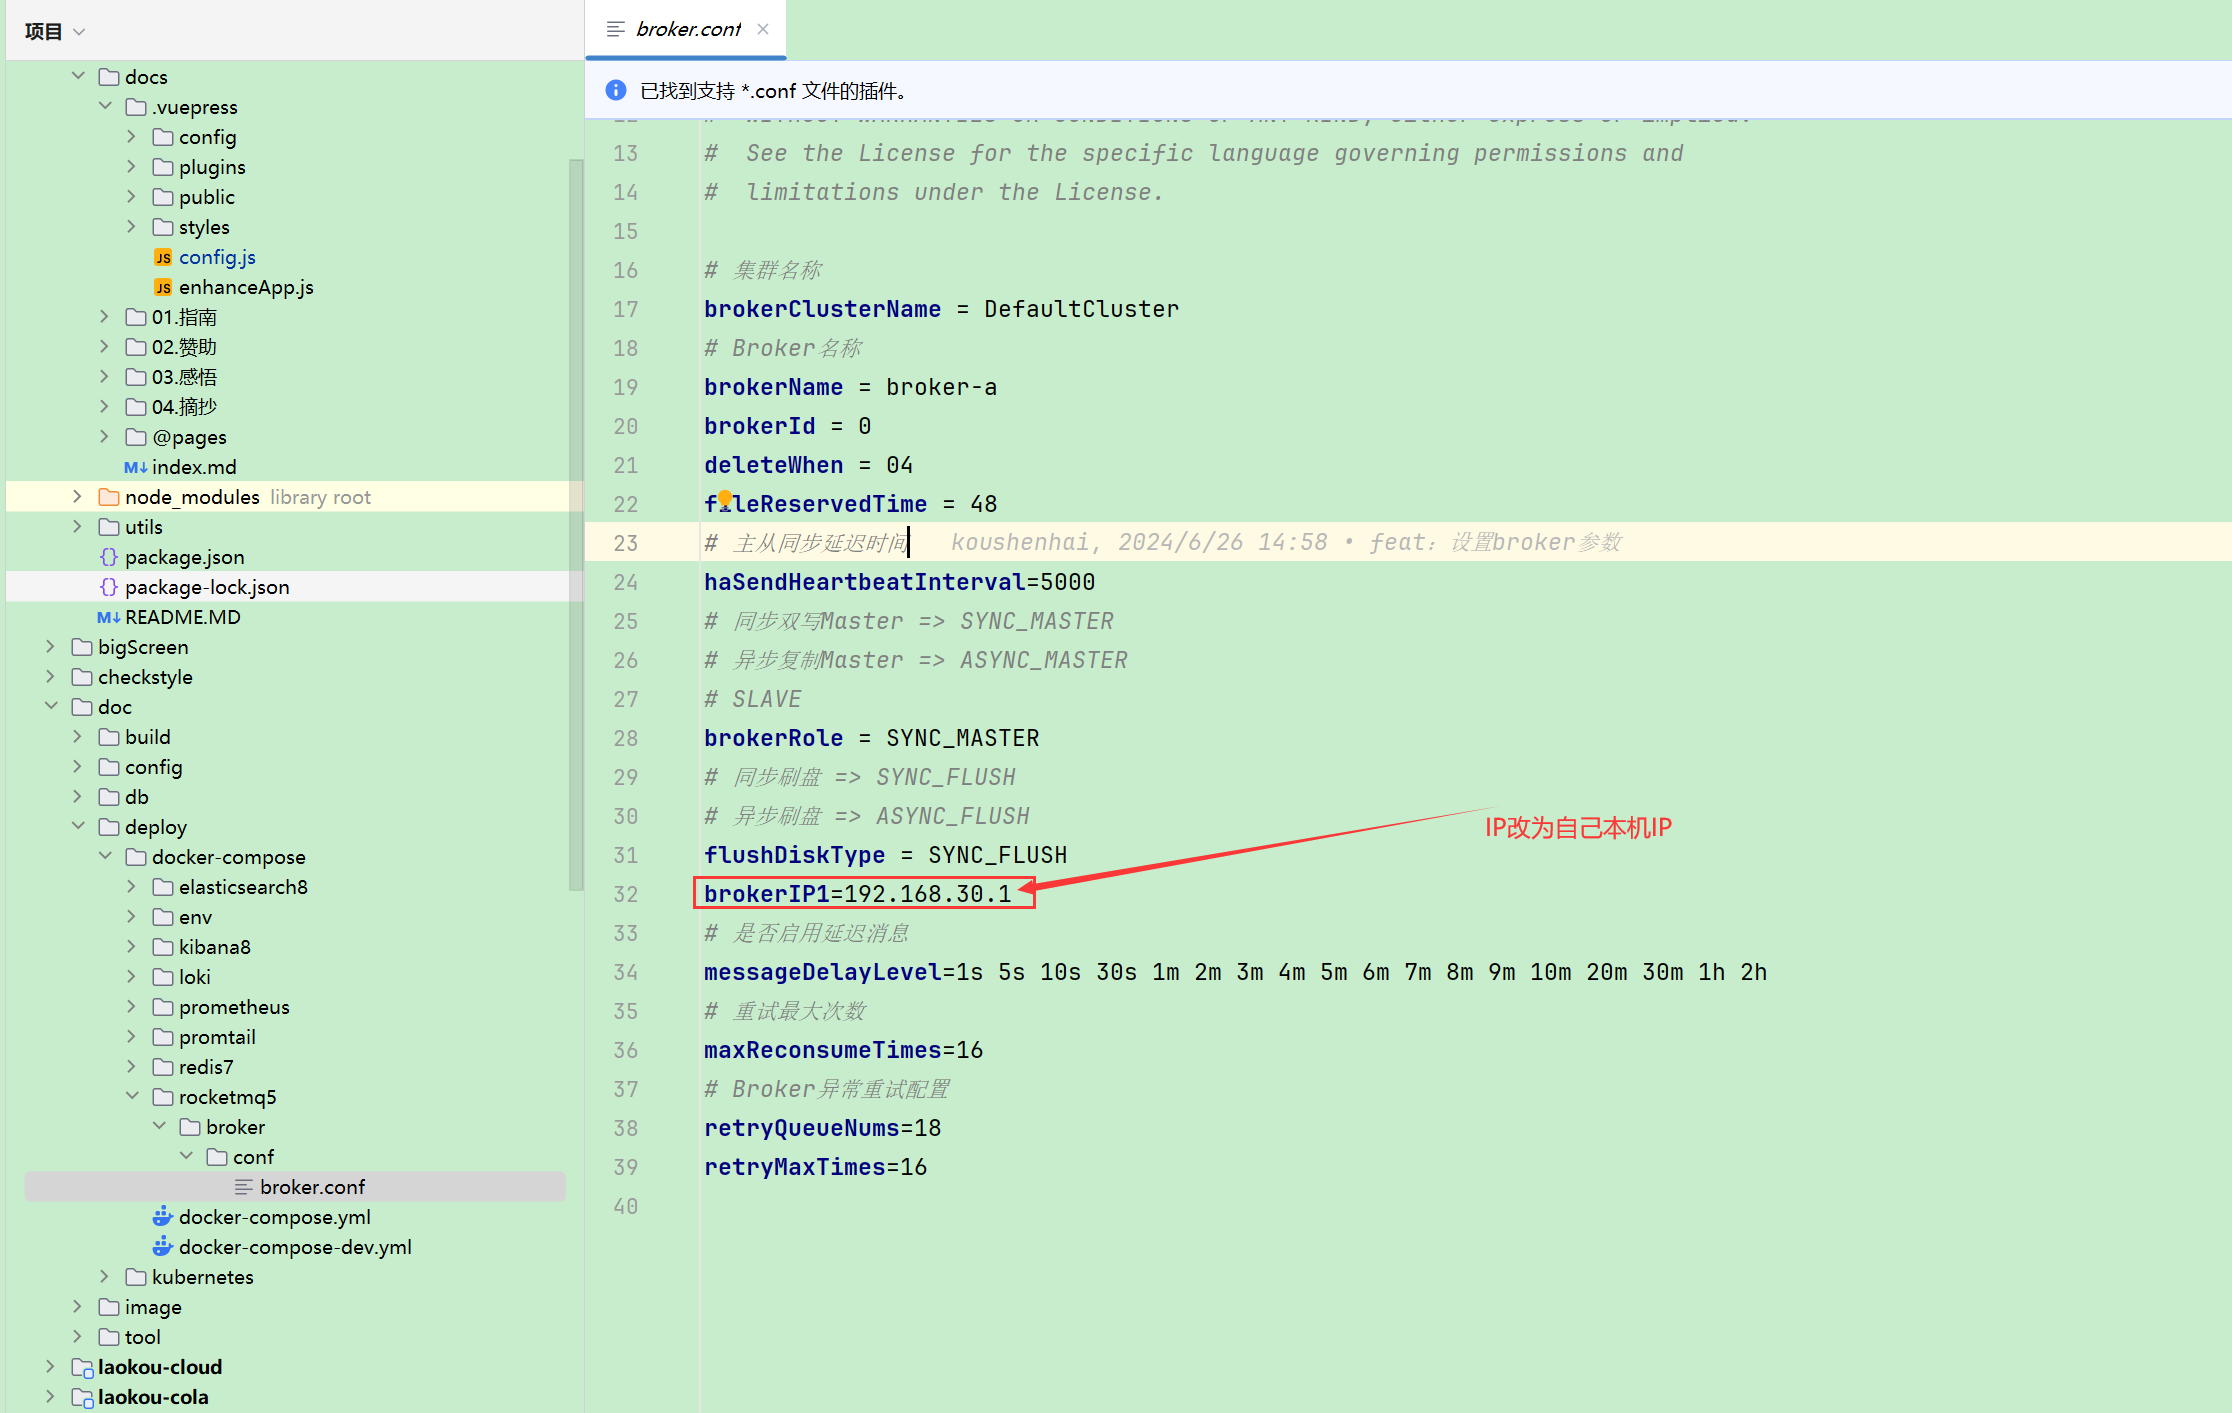 项目
docs
.vuepress
config
plugins
public
styles
config.js
enhanceApp.js
01.指南
02.赞助
03.感悟
04.摘抄
@pages
index.md
node_modules library root
utils
package.json
package-lock.json
README.MD
bigScreen
checkstyle
doc
build
config
db
deploy
docker-compose
elasticsearch8
env
kibana8
loki
prometheus
promtail
redis7
rocketmq5
broker
conf
broker.conf
docker-compose.yml
docker-compose-dev.yml
kubernetes
image
tool
laokou-cloud
laokou-cola
broker.conf
已找到支持 *.conf 文件的插件。
13 #  See the License for the specific language governing permissions and
14 #  limitations under the License.
15
16 # 集群名称
17 brokerClusterName = DefaultCluster
18 # Broker名称
19 brokerName = broker-a
20 brokerId = 0
21 deleteWhen = 04
22 fileReservedTime = 48
23 # 主从同步延迟时间 koushenhai, 2024/6/26 14:58 • feat: 设置broker参数
24 haSendHeartbeatInterval=5000
25 # 同步双写Master => SYNC_MASTER
26 # 异步复制Master => ASYNC_MASTER
27 # SLAVE
28 brokerRole = SYNC_MASTER
29 # 同步刷盘 => SYNC_FLUSH
30 # 异步刷盘 => ASYNC_FLUSH
IP改为自己本机IP
31 flushDiskType = SYNC_FLUSH
32 brokerIP1=192.168.30.1
33 # 是否启用延迟消息
34 messageDelayLevel=1s 5s 10s 30s 1m 2m 3m 4m 5m 6m 7m 8m 9m 10m 20m 30m 1h 2h
35 # 重试最大次数
36 maxReconsumeTimes=16
37 # Broker异常重试配置
38 retryQueueNums=18
39 retryMaxTimes=16
40